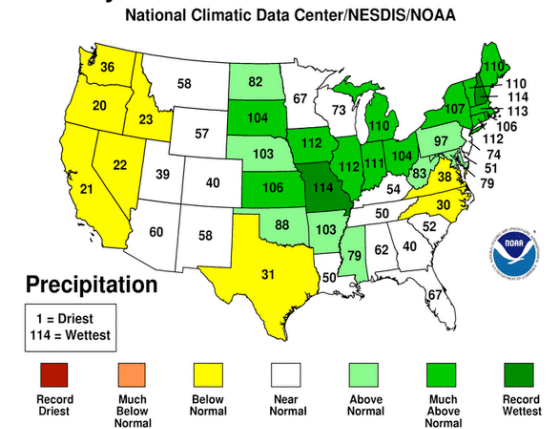 National Climatic Data Center/NESDIS/NOAA
36
58
82
67
73
110
110
110
20
23
57
104
107
114
113
106
103
112
97
112
21
22
39
40
106
114
112
111
104
83
38
74
51
79
54
30
60
58
88
103
50
52
31
50
79
62
40
67
NOAA
Precipitation
1 = Driest
114 = Wettest
Record
Driest
Much
Below
Normal
Below
Normal
Near
Normal
Above
Normal
Much
Above
Normal
Record
Wettest